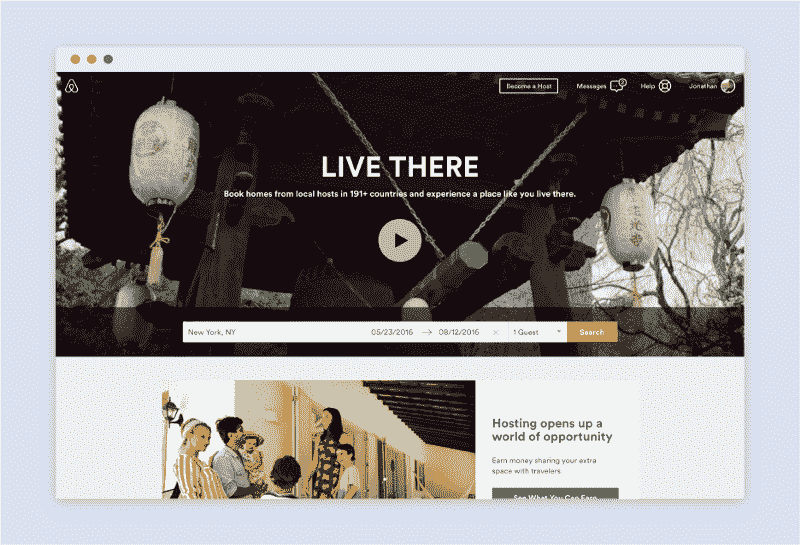 Become a Host
Messages
2
Help
Jonathan
LIVE THERE
Book homes from local hosts in 191+ countries and experience a place like you live there.
New York, NY
05/23/2016
08/12/2016
1 Guest
Search
Hosting opens up a
world of opportunity
Earn money sharing your extra
space with travelers
See What You Can Earn